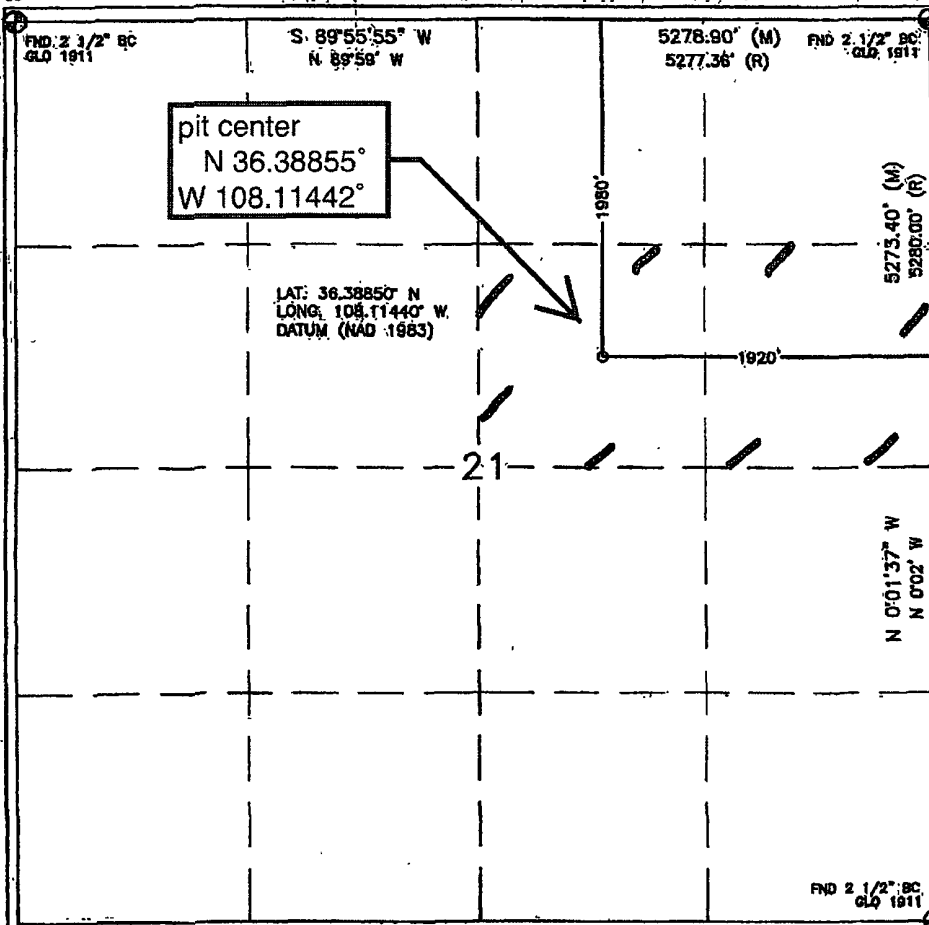 FND 2 1/2" BC
GLO 1911
S 89°55'55" W
N 89°59' W
5278.90' (M)
5277.36' (R)
FND 2 1/2" BC
GLO 1911
pit center
N 36.38855°
W 108.11442°
1980'
5273.40' (M)
5280.00' (R)
LAT: 36.38850° N
LONG: 108.11440° W
DATUM (NAD 1983)
1920'
21
N 0°01'37" W
N 0°02' W
FND 2 1/2" BC
GLO 1911